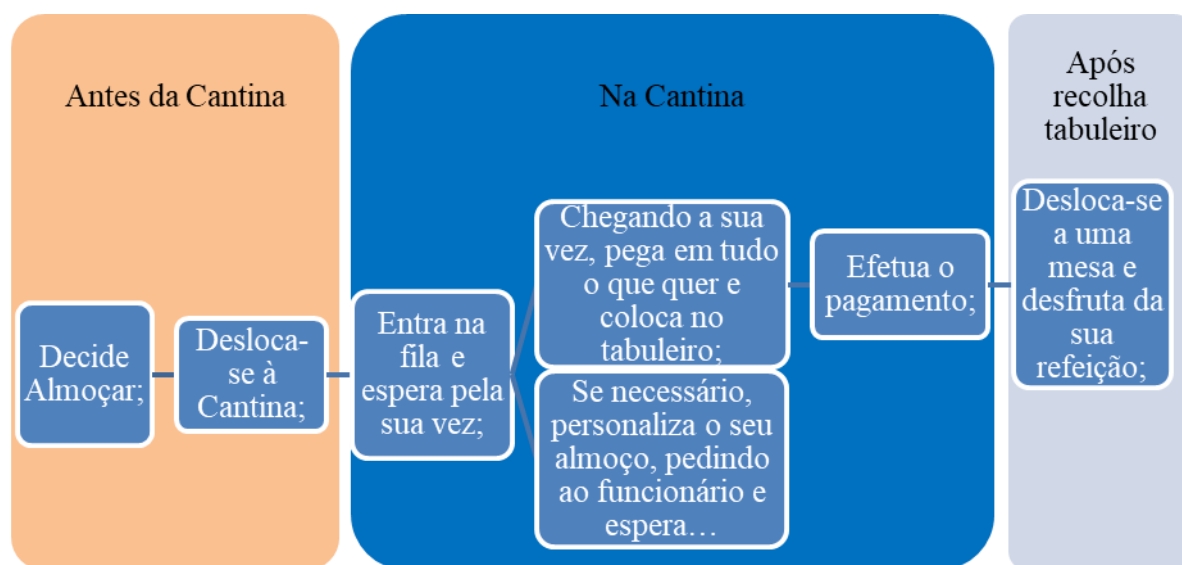 Antes da Cantina
Na Cantina
Após
recolha
tabuleiro
Decide
Almoçar;
Desloca-
se à
Cantina;
Entra na
fila e
espera pela
sua vez;
Chegando a sua
vez, pega em tudo
o que quer e
coloca no
tabuleiro;
Se necessário,
personaliza o seu
almoço, pedindo
ao funcionário e
espera…
Efetua o
pagamento;
Desloca-se
a uma
mesa e
desfruta da
sua
refeição;